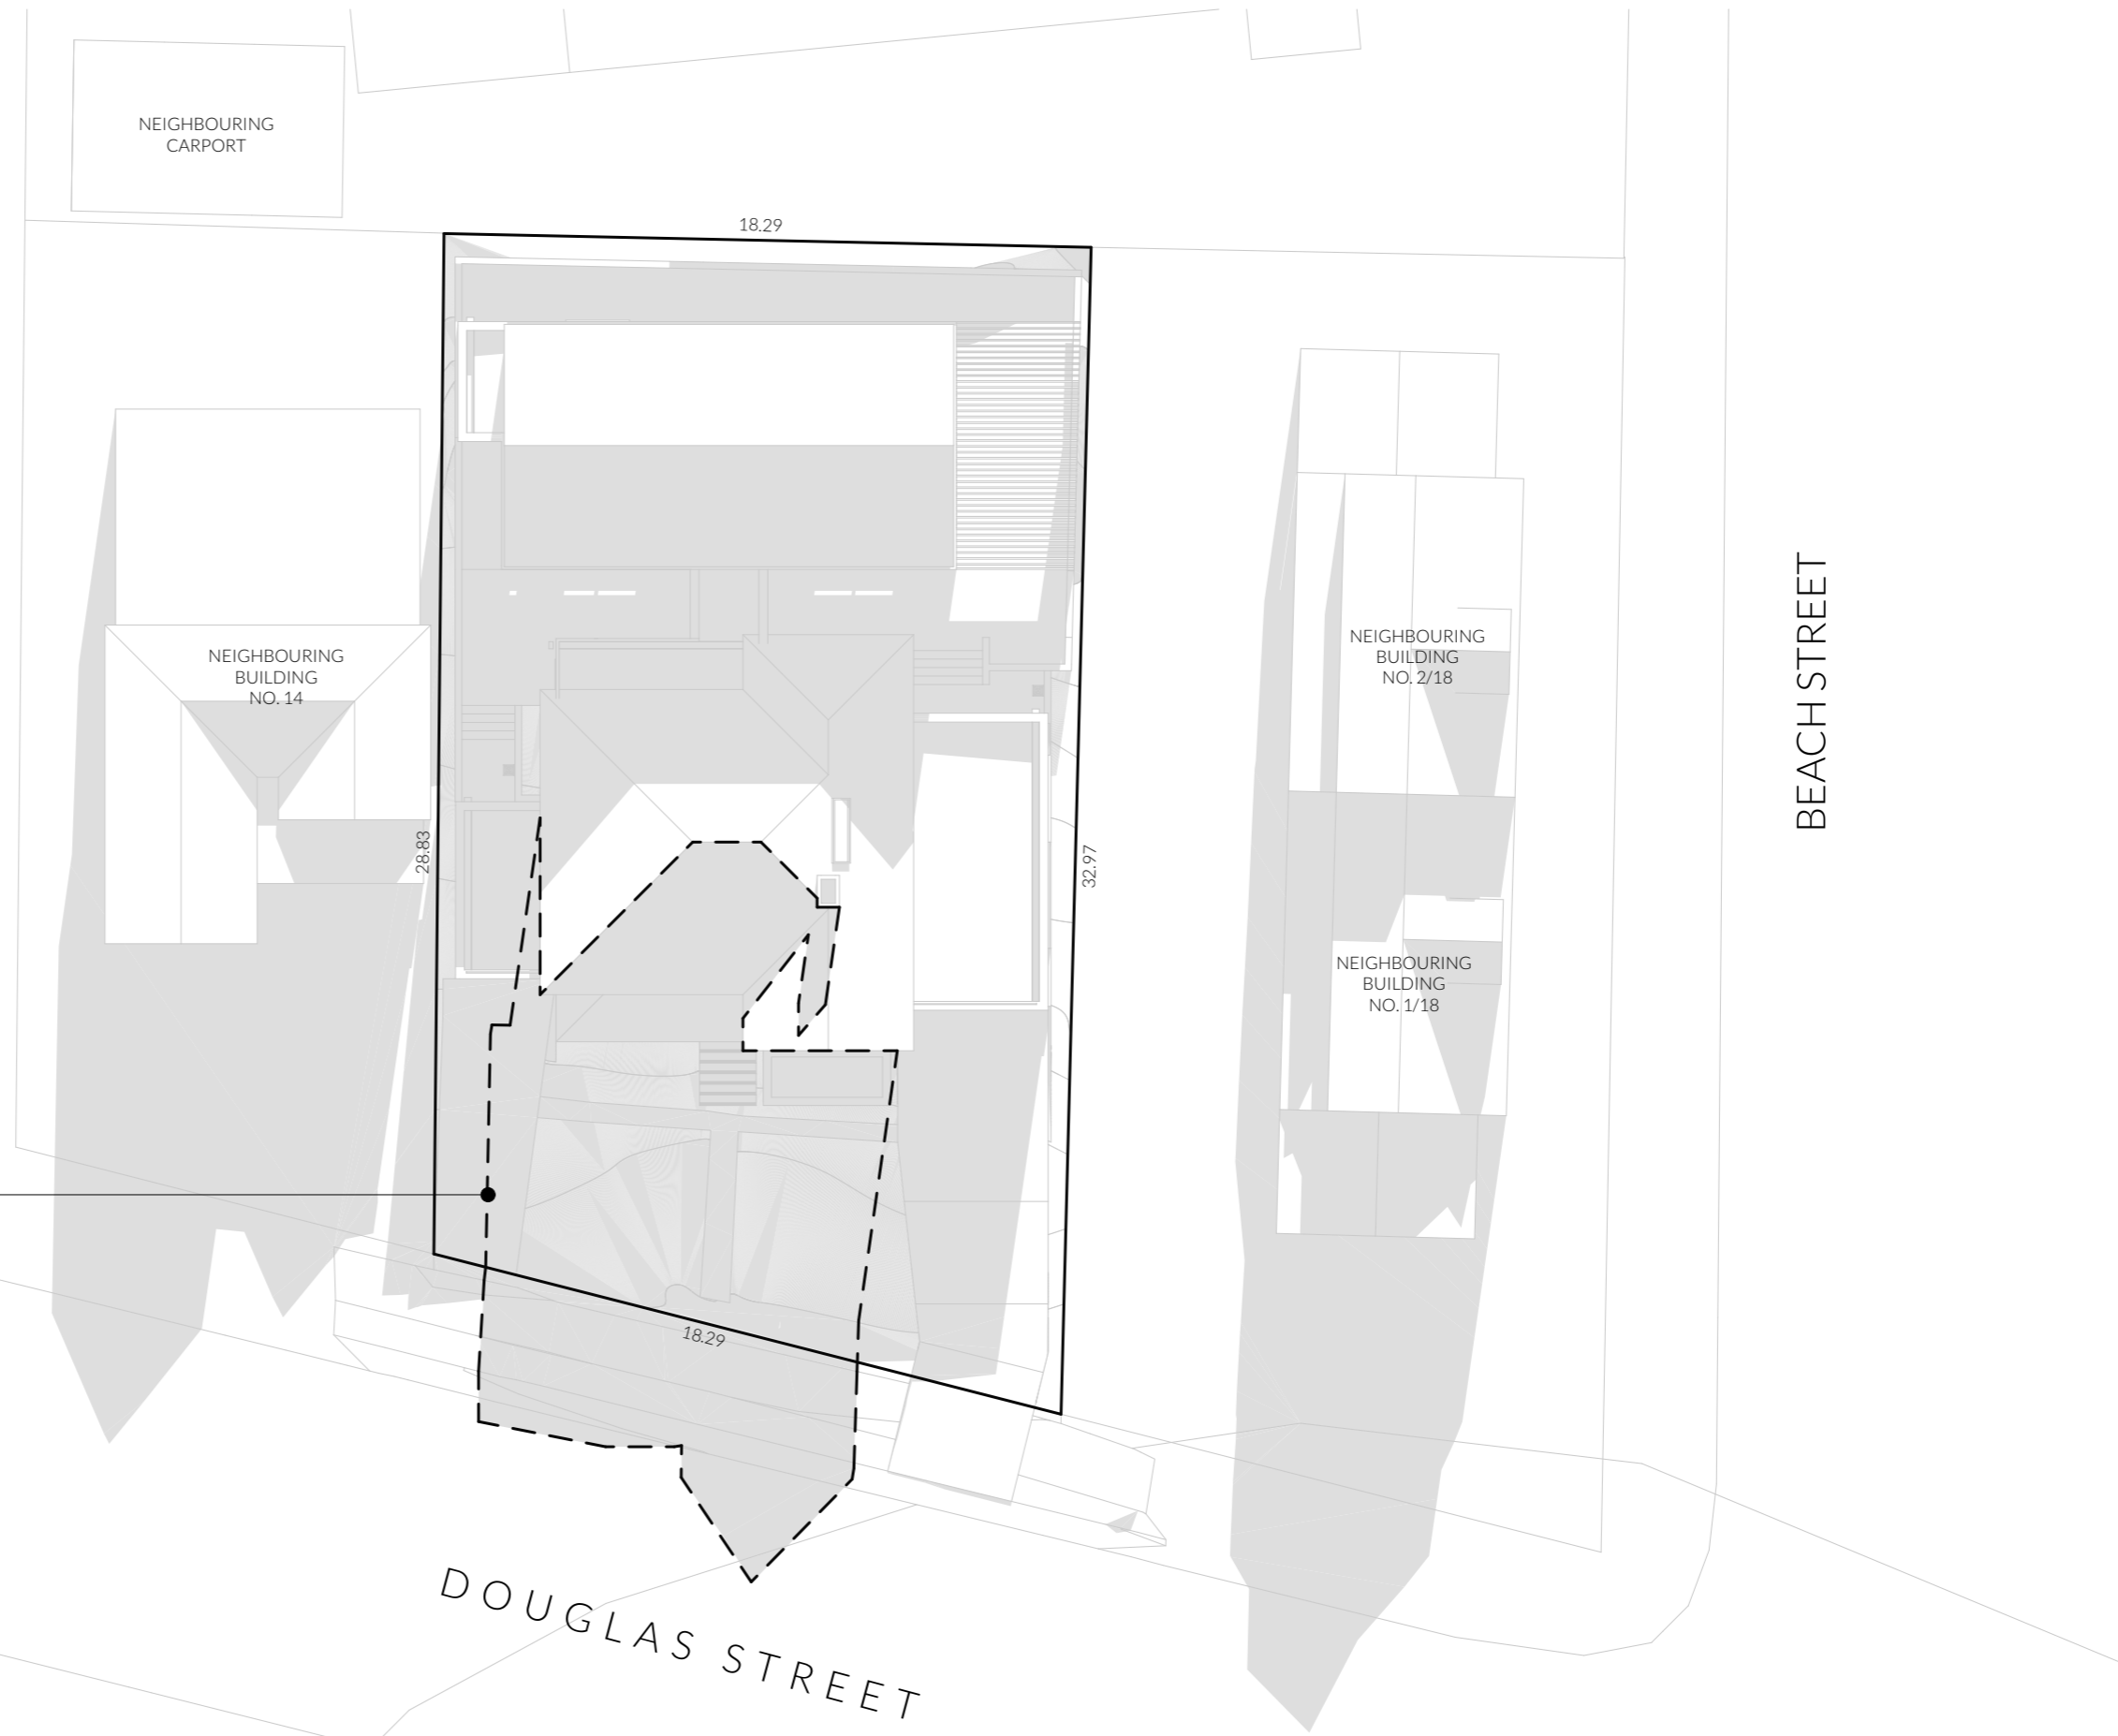 NEIGHBOURING
CARPORT
18.29
NEIGHBOURING
BUILDING
NO. 14
NEIGHBOURING
BUILDING
NO. 2/18
BEACH STREET
28.83
32.97
NEIGHBOURING
BUILDING
NO. 1/18
18.29
DOUGLAS STREET